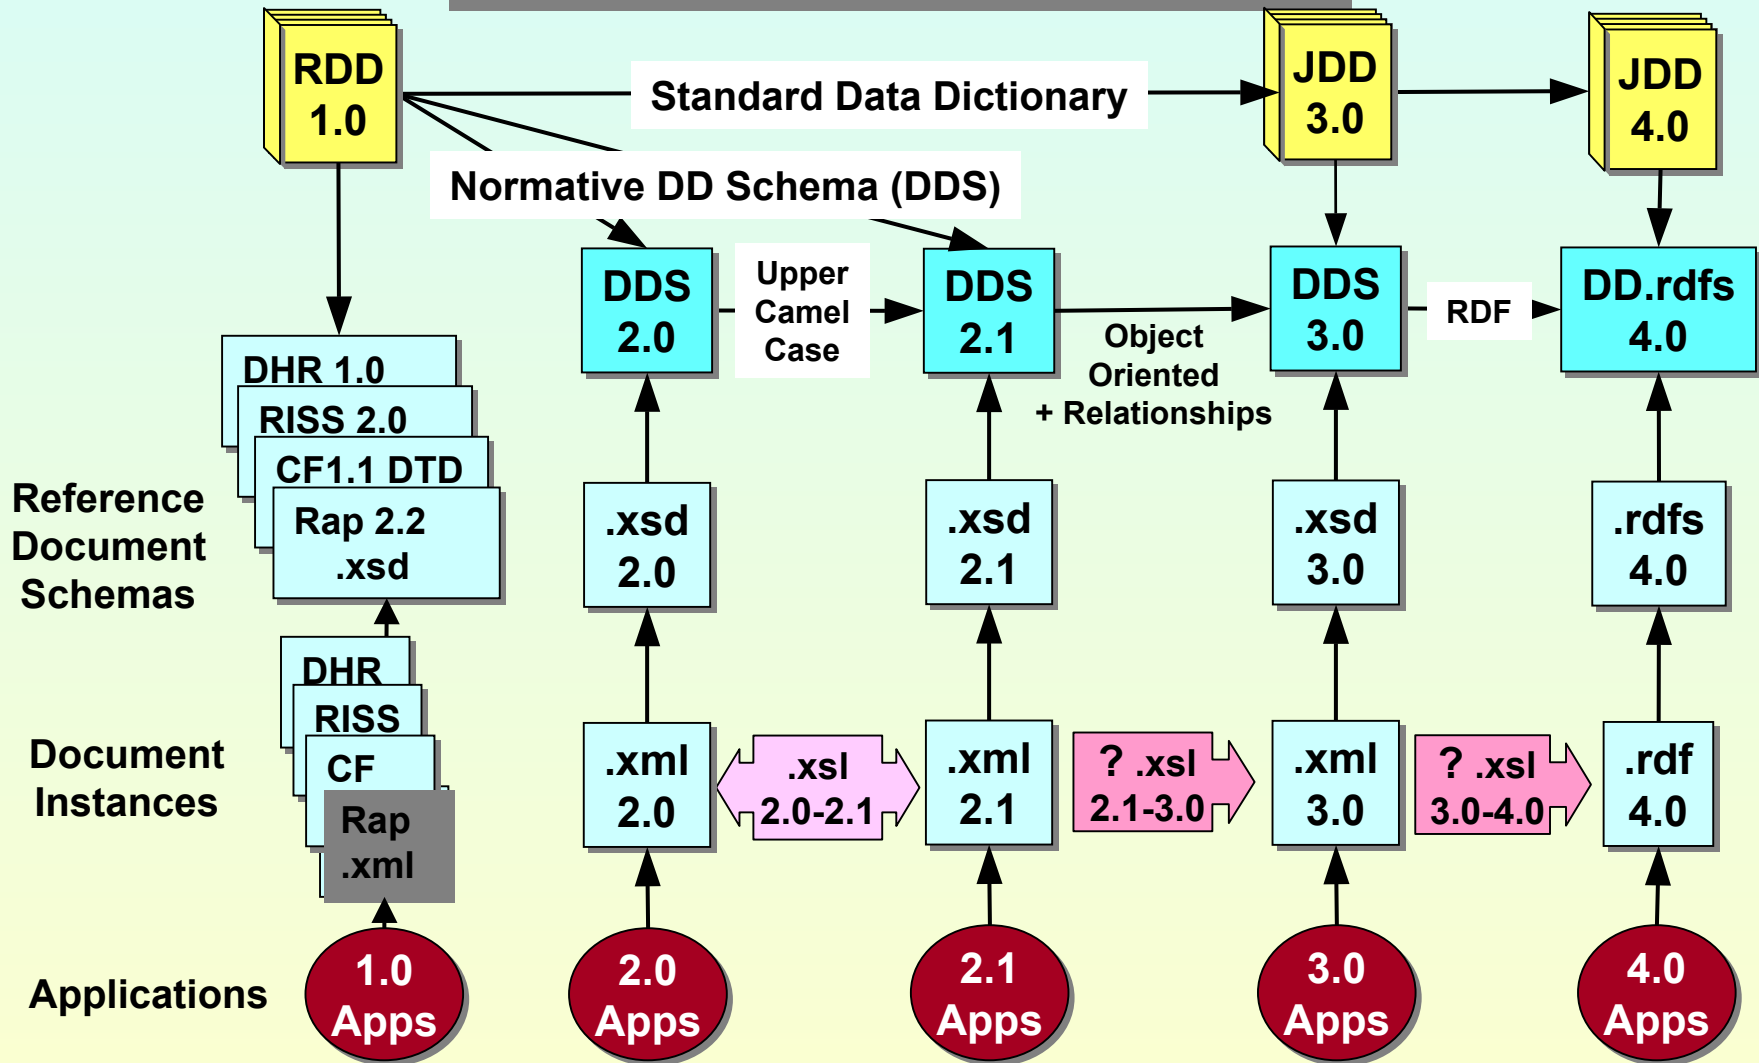 RDD
1.0
Standard Data Dictionary
JDD
3.0
JDD
4.0
Normative DD Schema (DDS)
DDS
2.0
Upper
Camel
Case
DDS
2.1
Object
Oriented
+ Relationships
DDS
3.0
RDF
DD.rdfs
4.0
DHR 1.0
RISS 2.0
CF1.1 DTD
Rap 2.2
.xsd
Reference
Document
Schemas
.xsd
2.0
.xsd
2.1
.xsd
3.0
.rdfs
4.0
DHR
RISS
CF
Rap
.xml
Document
Instances
.xml
2.0
.xsl
2.0-2.1
.xml
2.1
? .xsl
2.1-3.0
.xml
3.0
? .xsl
3.0-4.0
.rdf
4.0
Applications
1.0
Apps
2.0
Apps
2.1
Apps
3.0
Apps
4.0
Apps